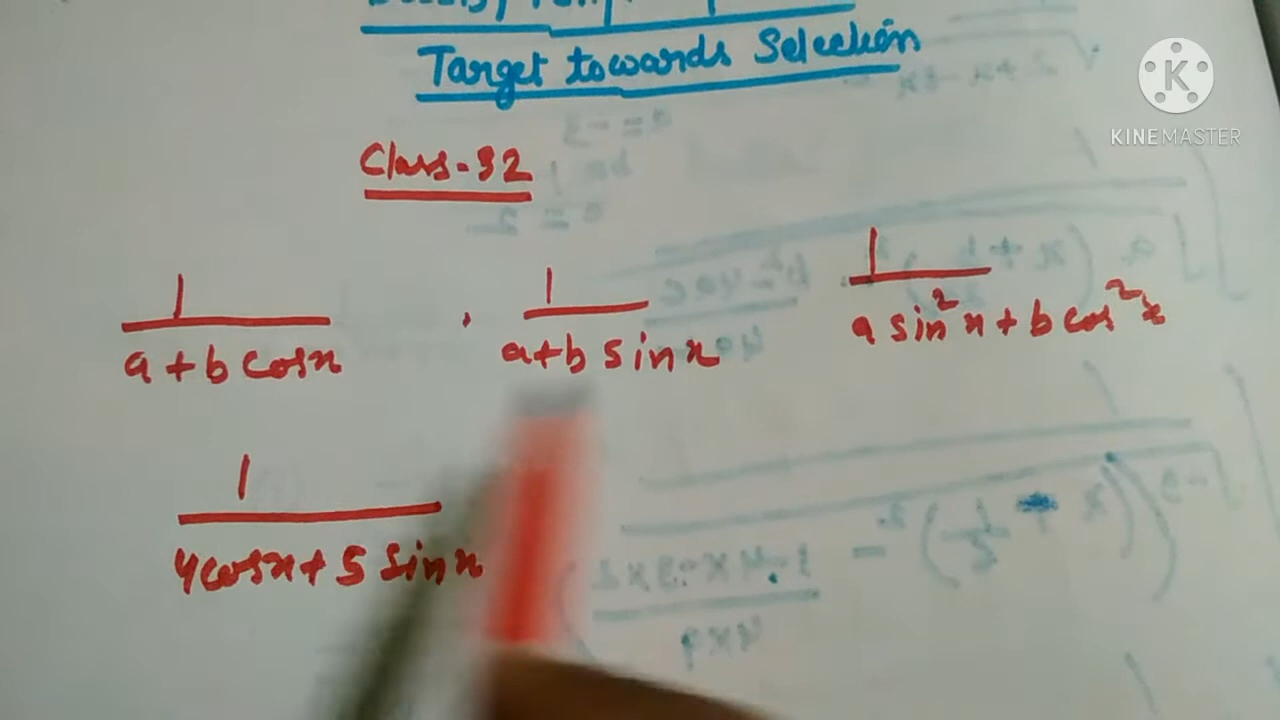 Target towards Selection
Class-32
1/(a+b cosx) , 1/(a+b sinx) 1/(a sin²x+b cos²x)
1/(4cosx+5 sinx)
KINEMASTER